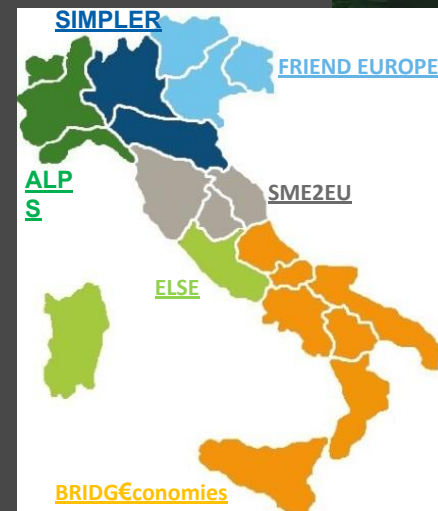 SIMPLER
FRIEND EUROPE
ALP
S
SME2EU
ELSE
BRIDG€conomies